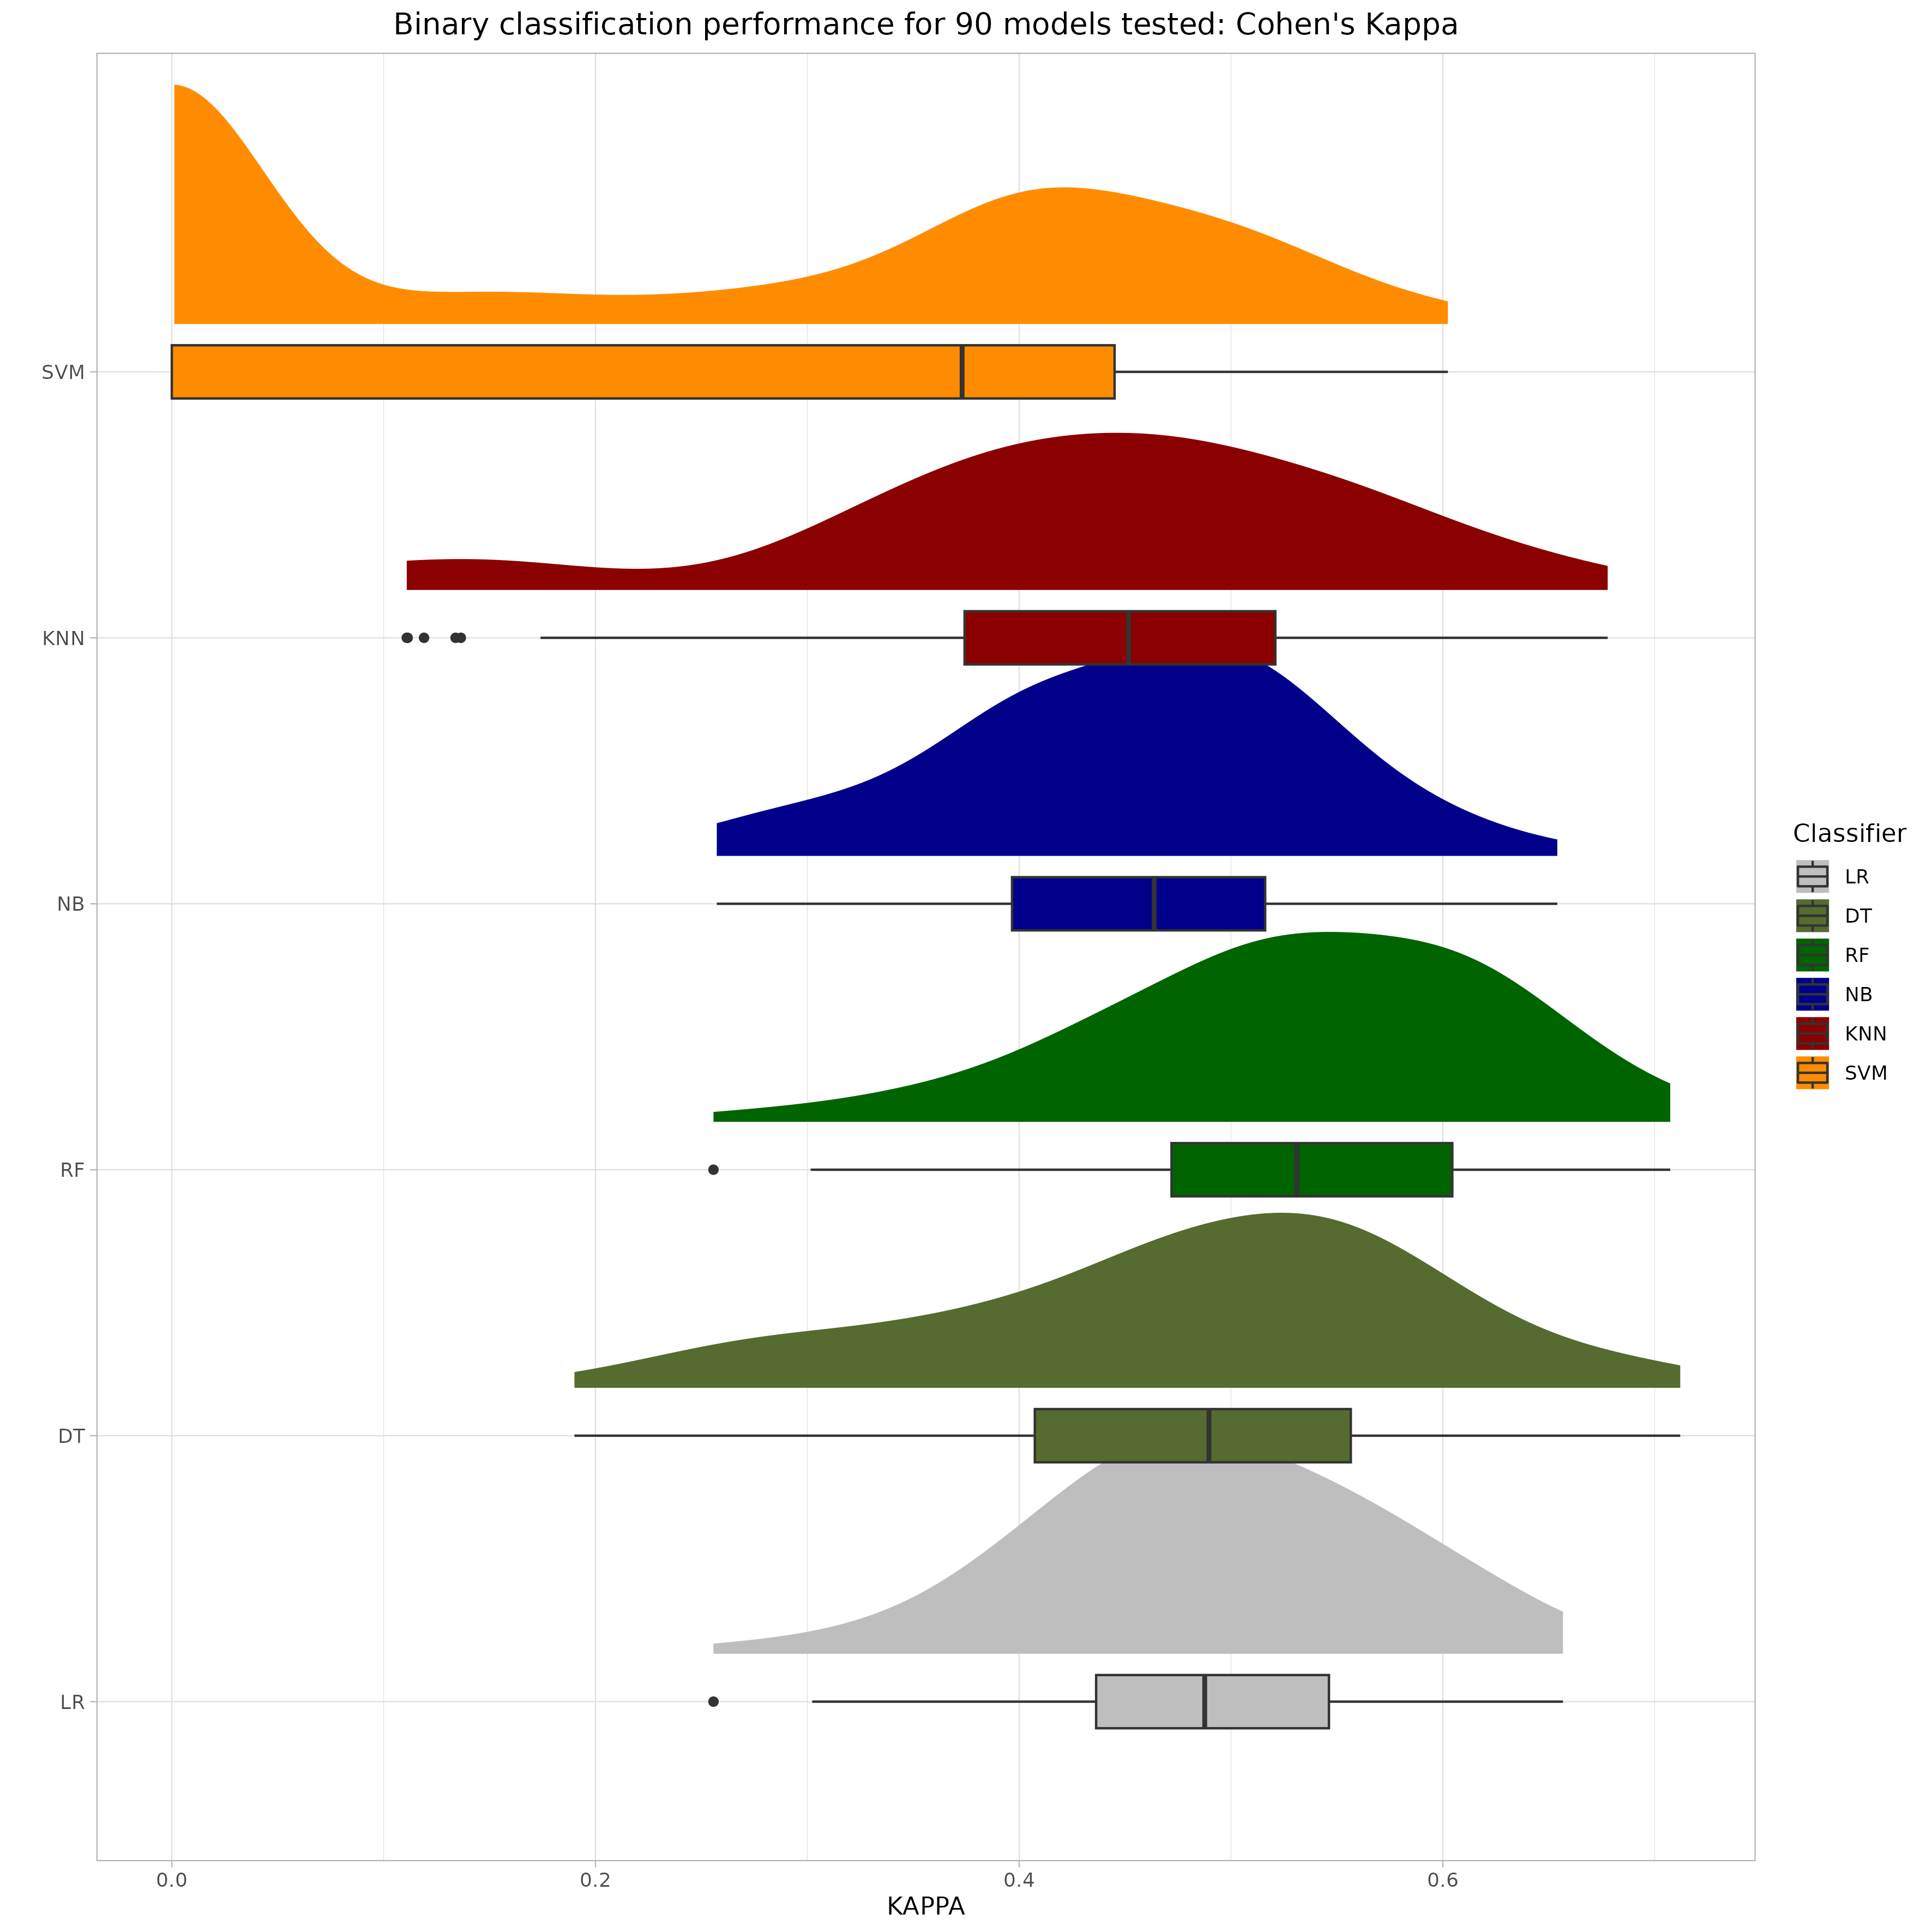 Binary classification performance for 90 models tested: Cohen's Kappa
SVM
KNN
NB
RF
DT
LR
0.0 0.2 0.4 0.6
KAPPA
Classifier
LR
DT
RF
NB
KNN
SVM